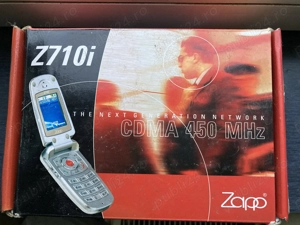 Z710i
THE NEXT GENERATION NETWORK
CDMA 450 MHz
Zapp